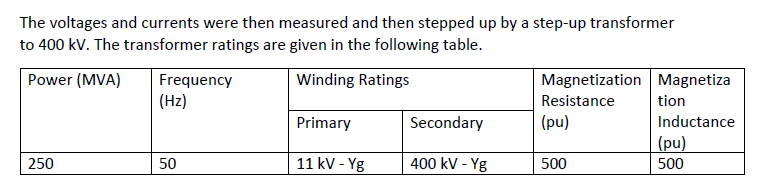 The voltages and currents were then measured and then stepped up by a step-up transformer
to 400 kV. The transformer ratings are given in the following table.
Power (MVA) Frequency Winding Ratings Magnetization Magnetiza
(Hz) Resistance tion
Primary Secondary (pu) Inductance
(pu)
250 50 11 kV - Yg 400 kV - Yg 500 500